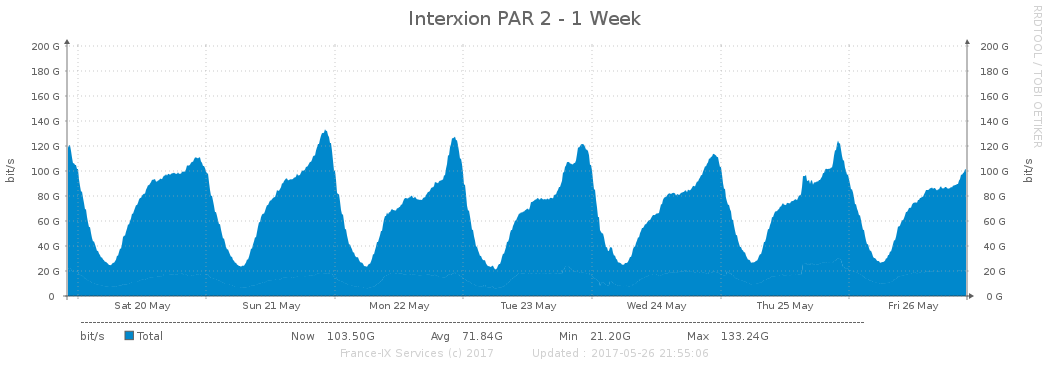 Interxion PAR 2 - 1 Week
RRDTOOL / TOBI OETIKER
200 G 200 G
180 G 180 G
160 G 160 G
140 G 140 G
120 G 120 G
100 G 100 G
80 G 80 G
60 G 60 G
40 G 40 G
20 G 20 G
0 0 G
bit/s
bit/s
Sat 20 May Sun 21 May Mon 22 May Tue 23 May Wed 24 May Thu 25 May Fri 26 May
bit/s Total Now 103.50G Avg 71.84G Min 21.20G Max 133.24G
France-IX Services (c) 2017 Updated : 2017-05-26 21:55:06